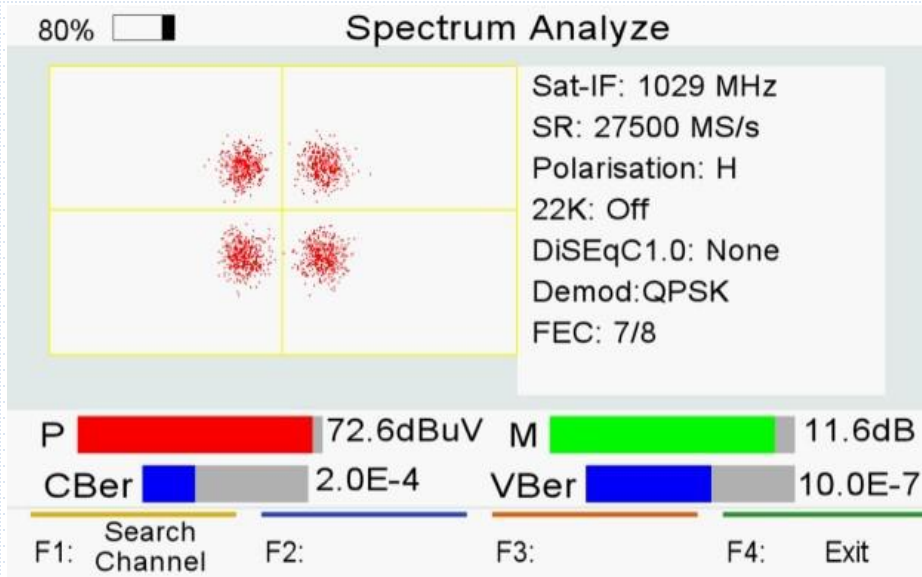 80% Spectrum Analyze
Sat-IF: 1029 MHz
SR: 27500 MS/s
Polarisation: H
22K: Off
DiSEqC1.0: None
Demod:QPSK
FEC: 7/8
P 72.6dBuV M 11.6dB
CBer 2.0E-4 VBer 10.0E-7
F1: Search Channel F2: F3: F4: Exit